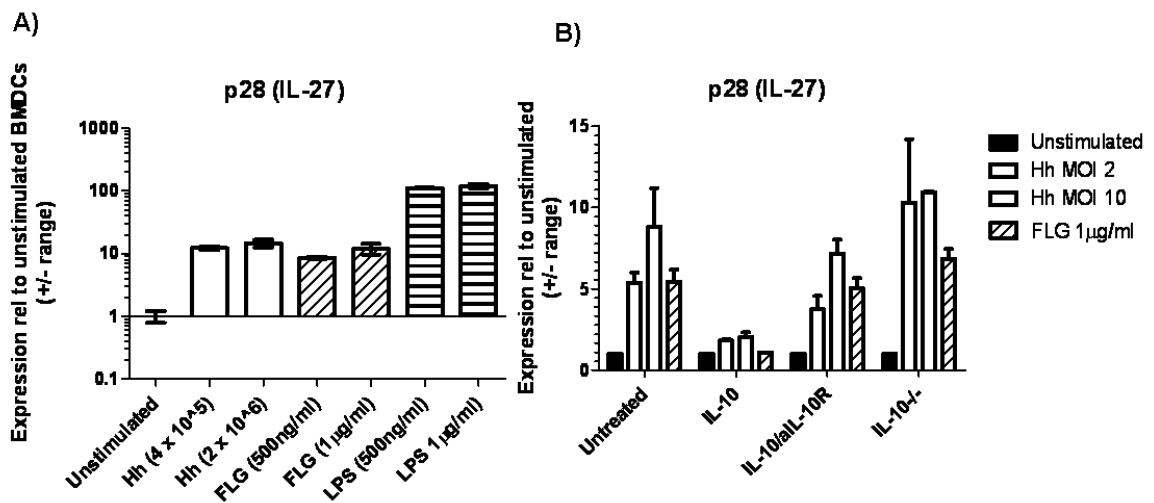 A)
p28 (IL-27)
Expression rel to unstimulated BMDCs
(+/- range)
1000
100
10
1
0.1
Unstimulated
Hh (4 x 10^5)
Hh (2 x 10^6)
FLG (500ng/ml)
FLG (1 µg/ml)
LPS (500ng/ml)
LPS 1µg/ml)
B)
p28 (IL-27)
Expression rel to unstimulated
(+/- range)
15
10
5
0
Untreated
IL-10
IL-10/aIL-10R
IL-10-/-
Unstimulated
Hh MOI 2
Hh MOI 10
FLG 1µg/ml